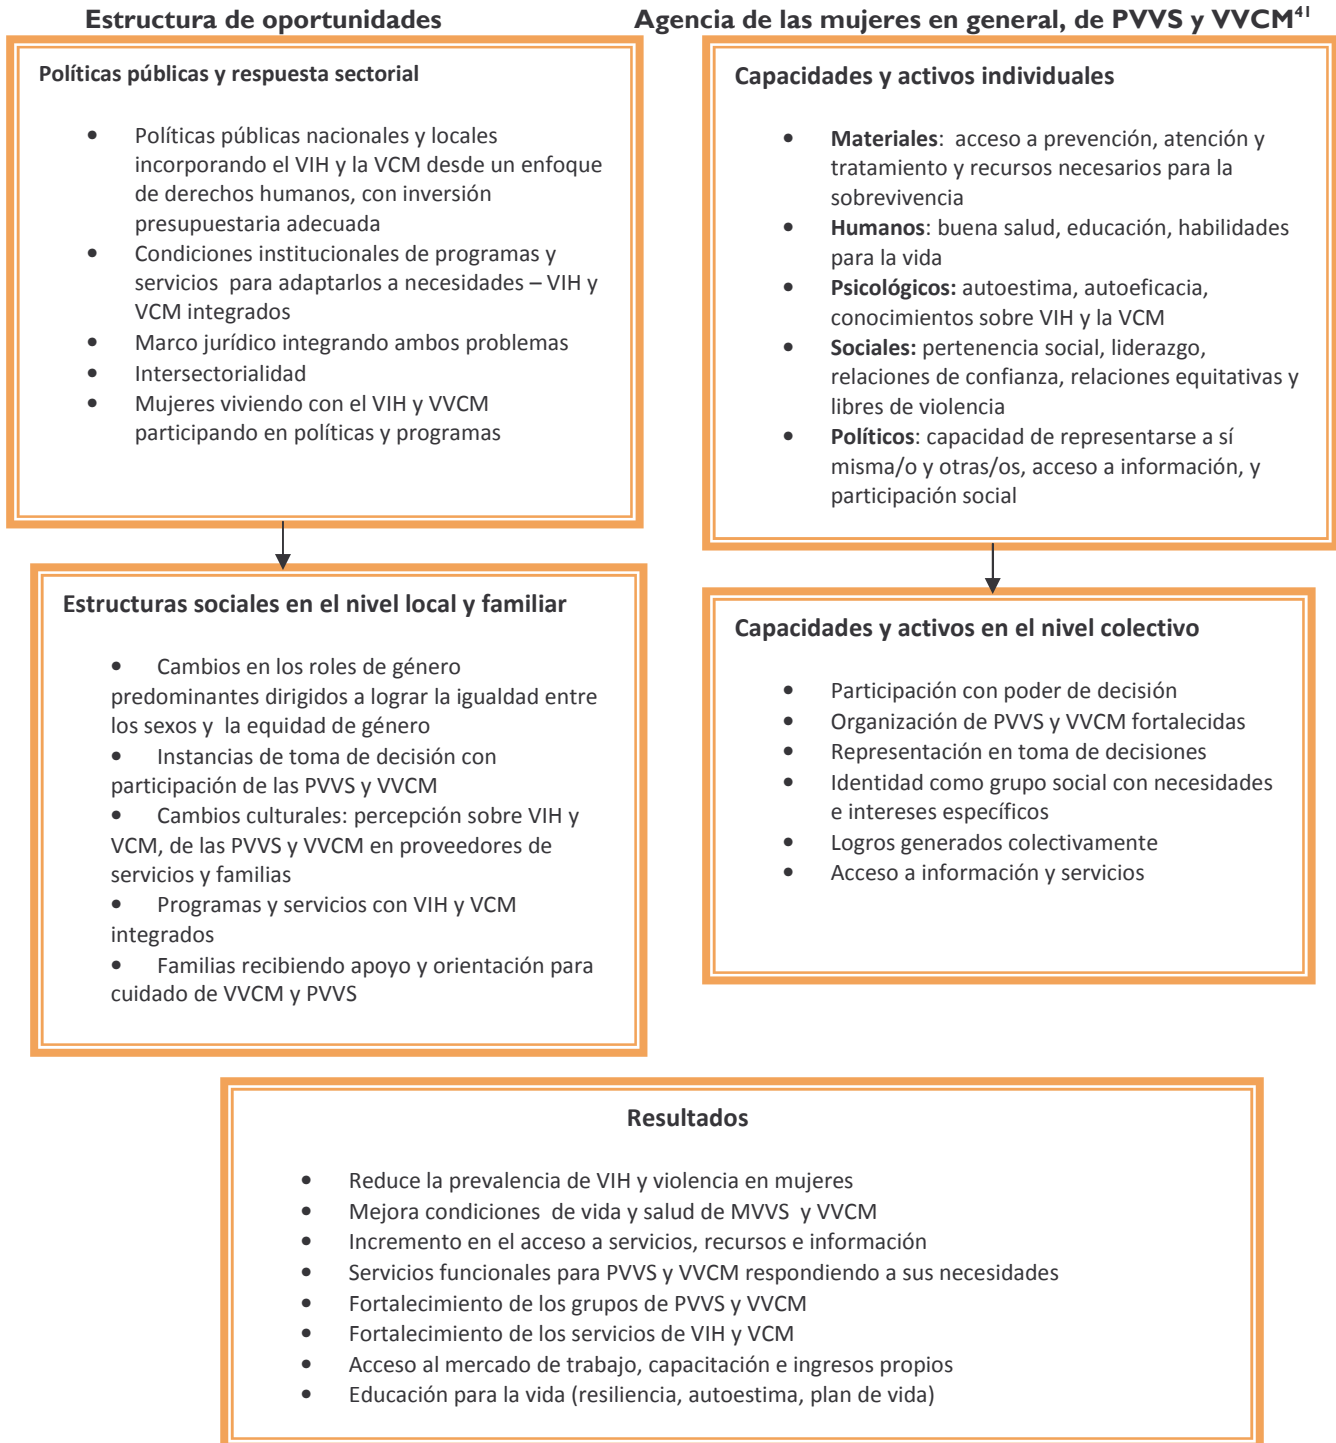 Estructura de oportunidades
Políticas públicas y respuesta sectorial
• Políticas públicas nacionales y locales
incorporando el VIH y la VCM desde un enfoque
de derechos humanos, con inversión
presupuestaria adecuada
• Condiciones institucionales de programas y
servicios para adaptarlos a necesidades – VIH y
VCM integrados
• Marco jurídico integrando ambos problemas
• Intersectorialidad
• Mujeres viviendo con el VIH y VVCM
participando en políticas y programas
Estructuras sociales en el nivel local y familiar
• Cambios en los roles de género
predominantes dirigidos a lograr la igualdad entre
los sexos y la equidad de género
• Instancias de toma de decisión con
participación de las PVVS y VVCM
• Cambios culturales: percepción sobre VIH y
VCM, de las PVVS y VVCM en proveedores de
servicios y familias
• Programas y servicios con VIH y VCM
integrados
• Familias recibiendo apoyo y orientación para
cuidado de VVCM y PVVS
Agencia de las mujeres en general, de PVVS y VVCM⁴¹
Capacidades y activos individuales
• Materiales: acceso a prevención, atención y
tratamiento y recursos necesarios para la
sobrevivencia
• Humanos: buena salud, educación, habilidades
para la vida
• Psicológicos: autoestima, autoeficacia,
conocimientos sobre VIH y la VCM
• Sociales: pertenencia social, liderazgo,
relaciones de confianza, relaciones equitativas y
libres de violencia
• Políticos: capacidad de representarse a sí
misma/o y otras/os, acceso a información, y
participación social
Capacidades y activos en el nivel colectivo
• Participación con poder de decisión
• Organización de PVVS y VVCM fortalecidas
• Representación en toma de decisiones
• Identidad como grupo social con necesidades
e intereses específicos
• Logros generados colectivamente
• Acceso a información y servicios
Resultados
• Reduce la prevalencia de VIH y violencia en mujeres
• Mejora condiciones de vida y salud de MVVS y VVCM
• Incremento en el acceso a servicios, recursos e información
• Servicios funcionales para PVVS y VVCM respondiendo a sus necesidades
• Fortalecimiento de los grupos de PVVS y VVCM
• Fortalecimiento de los servicios de VIH y VCM
• Acceso al mercado de trabajo, capacitación e ingresos propios
• Educación para la vida (resiliencia, autoestima, plan de vida)